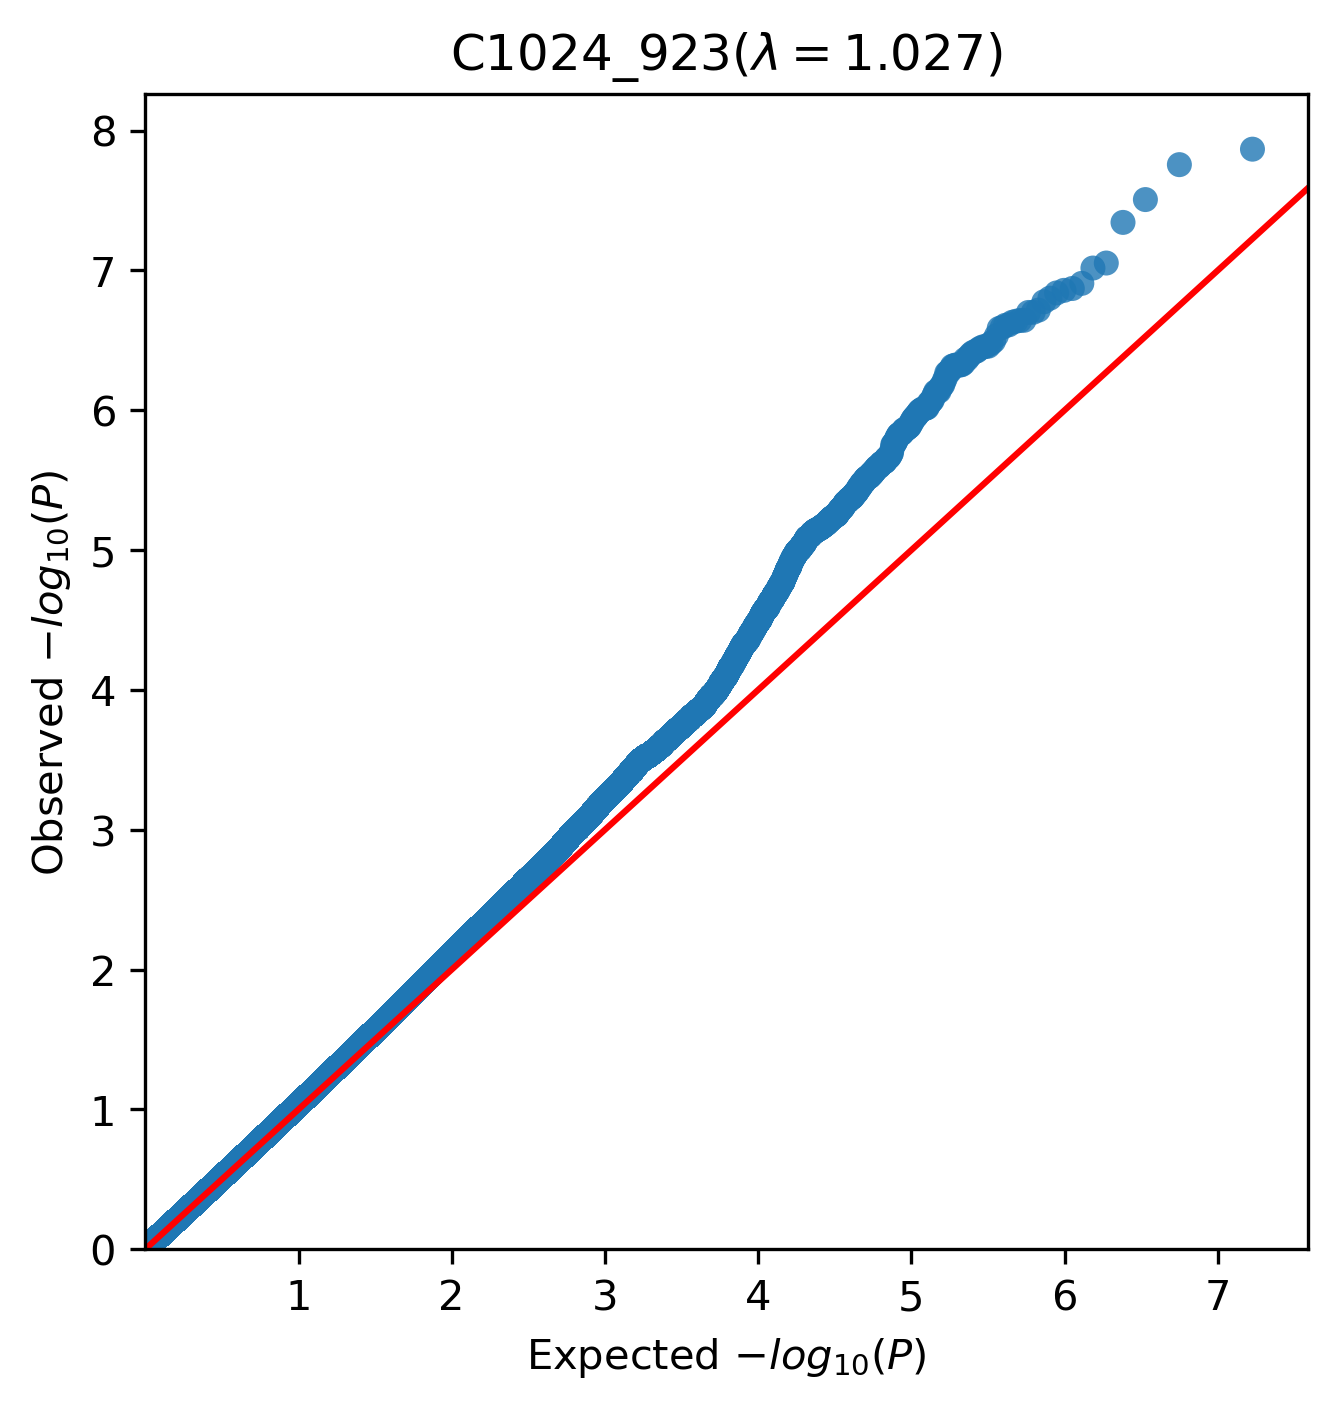 C1024_923(λ = 1.027)
8
7
6
5
4
3
2
1
0
Observed −log₁₀(P)
1 2 3 4 5 6 7
Expected −log₁₀(P)